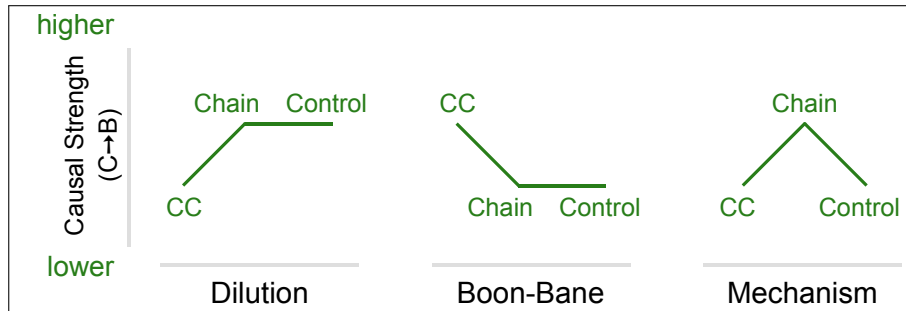 higher
Causal Strength
(C→B)
lower
Chain Control
CC
Dilution
CC
Chain Control
Boon-Bane
Chain
CC Control
Mechanism